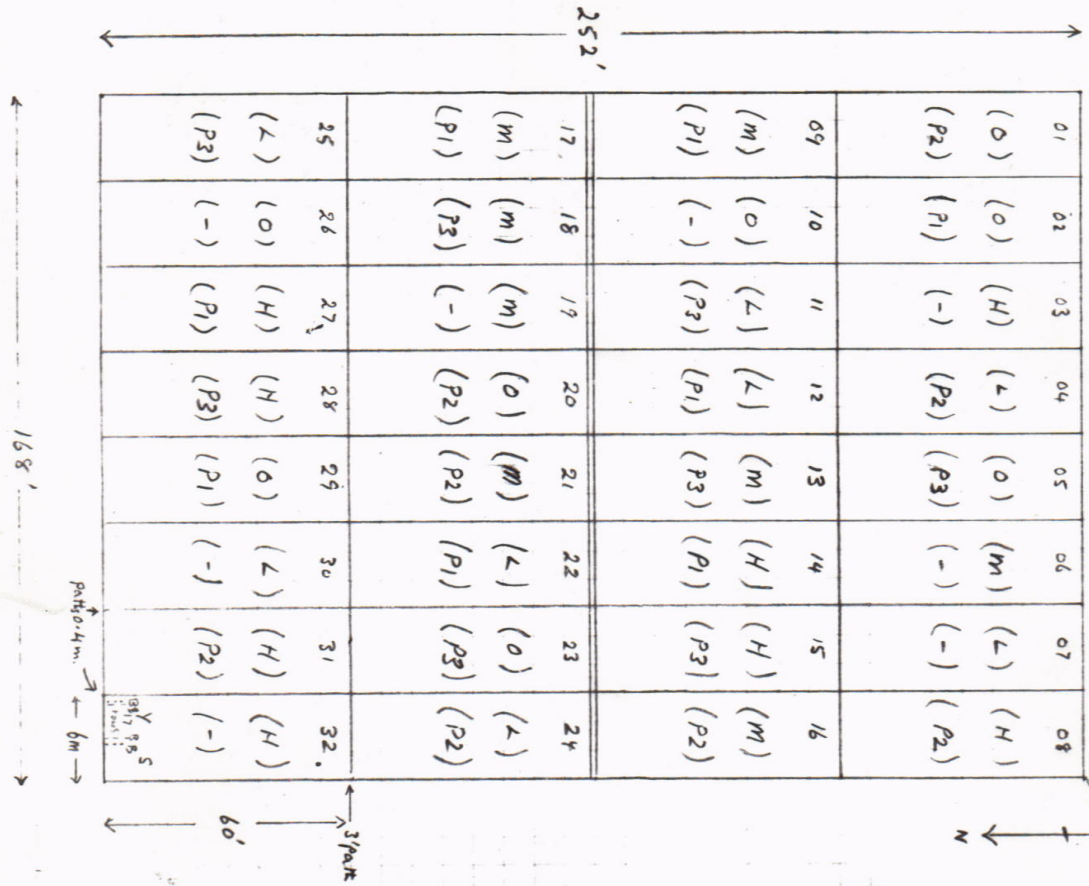 252'
01 02 03 04 05 06 07 08
(O) (O) (H) (L) (O) (M) (L) (H)
(P2) (P1) (-) (P2) (P3) (-) (-) (P2)
09 10 11 12 13 14 15 16
(M) (O) (L) (L) (M) (H) (H) (M)
(P1) (-) (P3) (P1) (P3) (P1) (P3) (P2)
17 18 19 20 21 22 23 24
(M) (M) (M) (O) (M) (L) (O) (L)
(P1) (P3) (-) (P2) (P2) (P1) (P3) (P2)
25 26 27 28 29 30 31 32
(L) (O) (H) (H) (O) (L) (H) (H)
(P3) (-) (P1) (P3) (P1) (-) (P2) (-)
Y S
rows
paths 0.4m.
6m
168'
60'
3' path
N